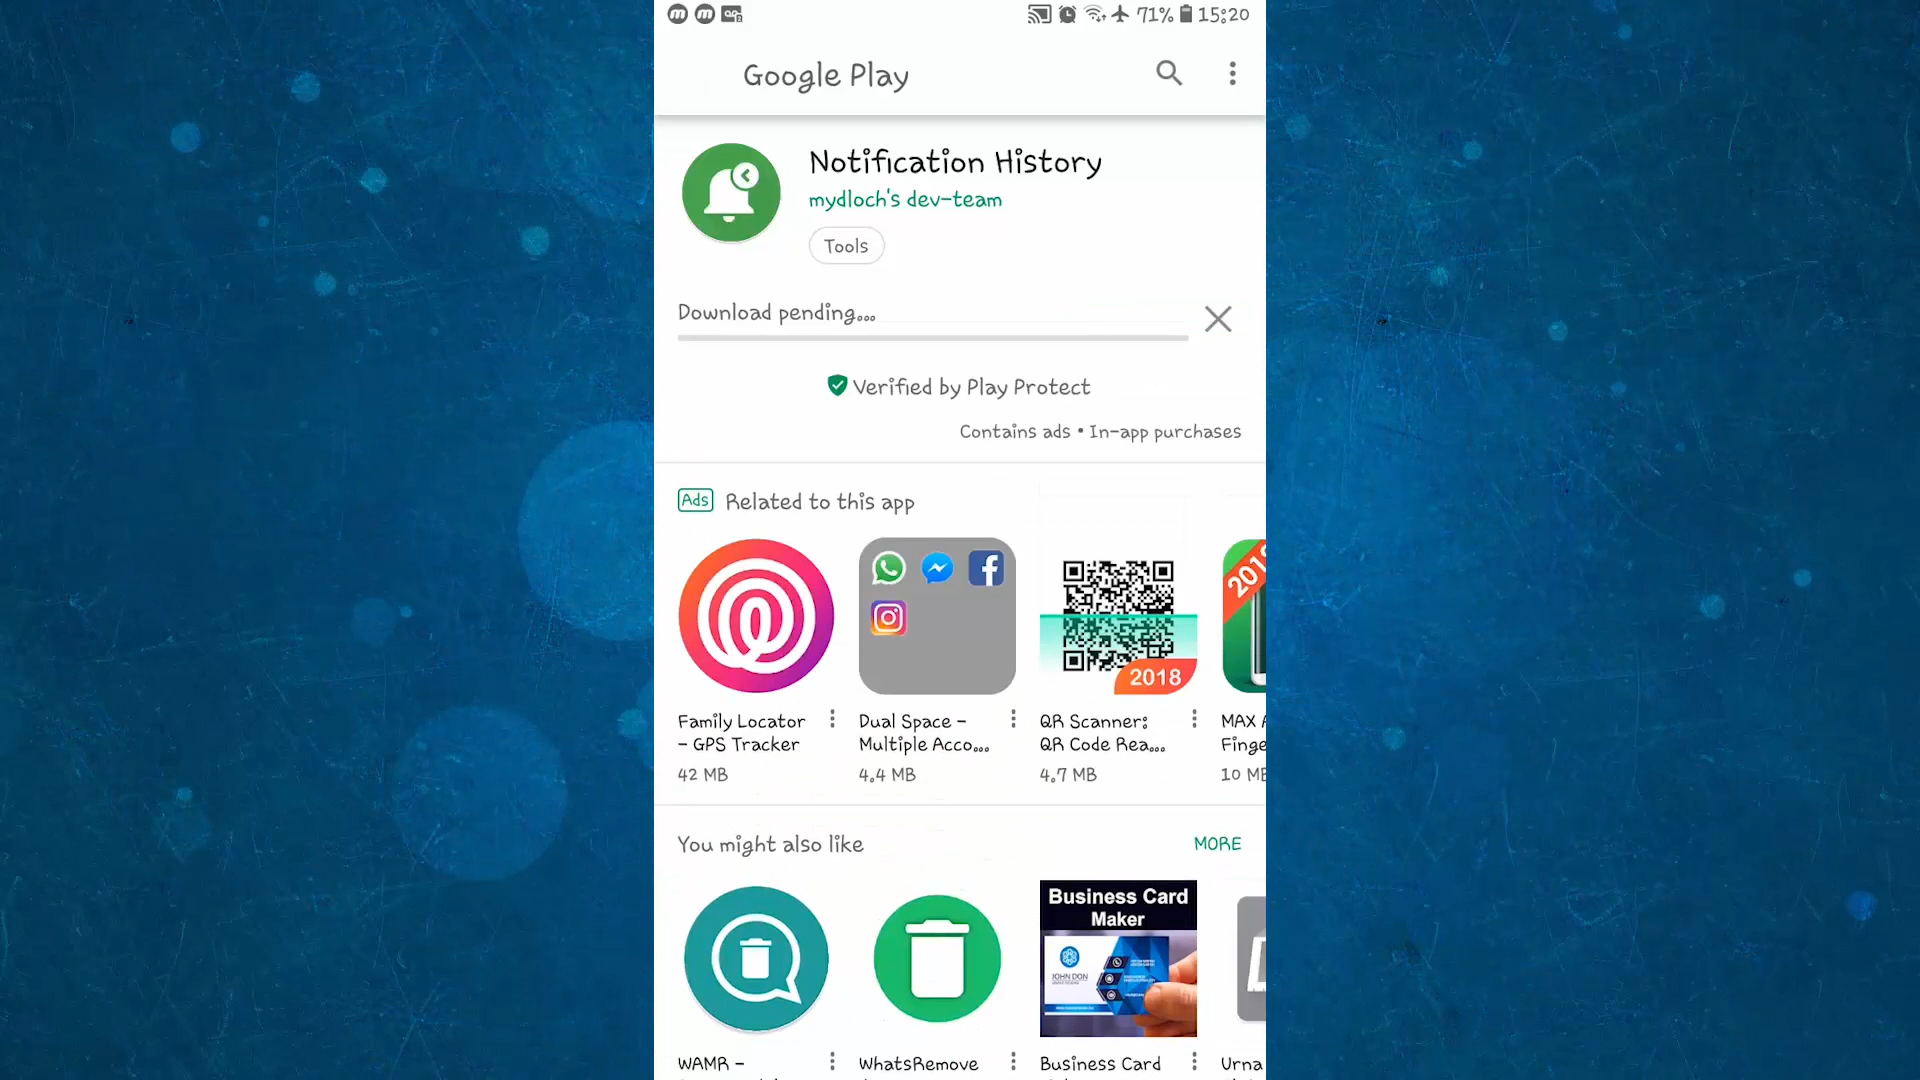 71% 15:20
Google Play
Notification History
mydloch's dev-team
Tools
Download pending...
Verified by Play Protect
Contains ads • In-app purchases
Ads Related to this app
2018
Family Locator
- GPS Tracker
42 MB
Dual Space -
Multiple Acco...
4.4 MB
QR Scanner:
QR Code Rea...
4.7 MB
MAX
Finge
10 MB
You might also like
MORE
Business Card
Maker
JOHN DON
WAMR -
WhatsRemove
Business Card
Urna